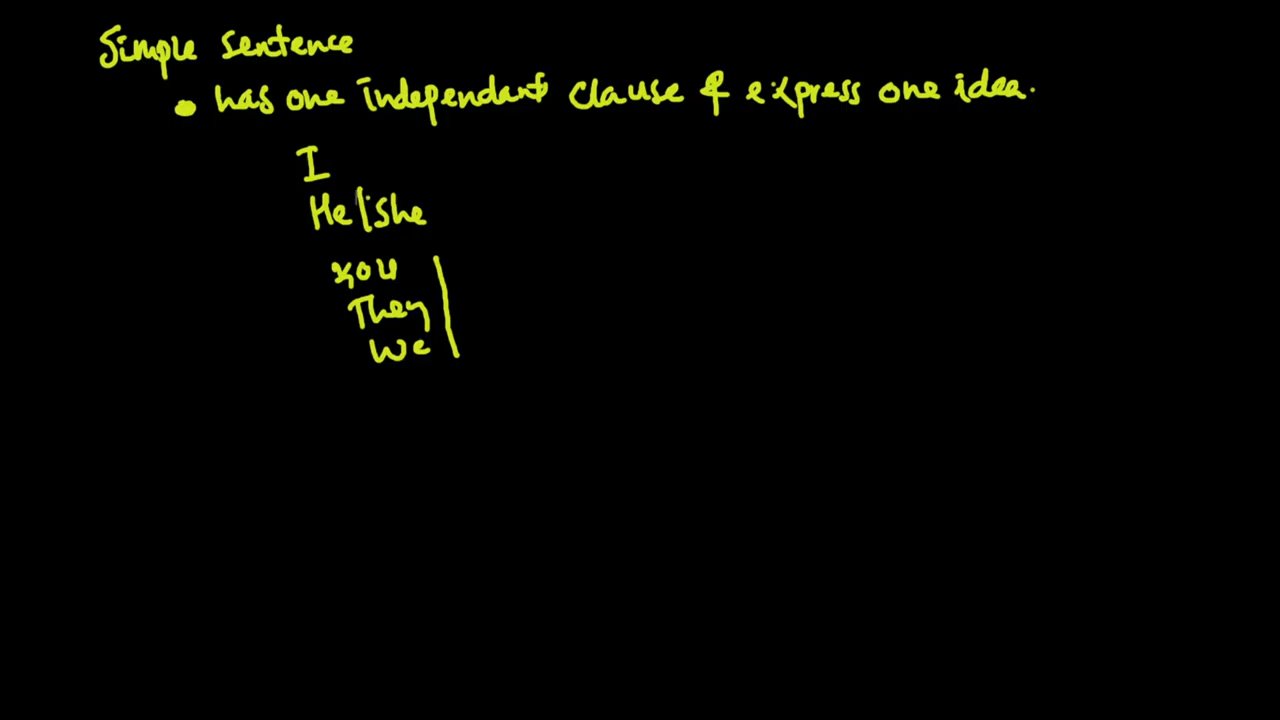 Simple sentence
• has one independant clause & express one idea.
I
He/She
You
They
We